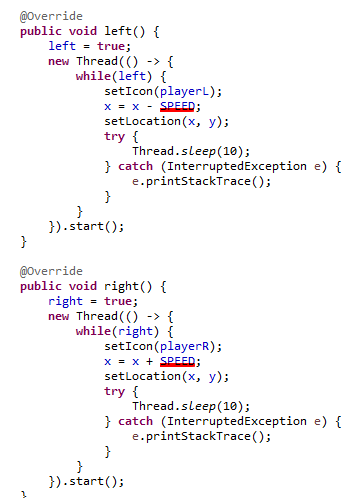 @Override
public void left() {
left = true;
new Thread(() -> {
while(left) {
setIcon(playerL);
x = x - SPEED;
setLocation(x, y);
try {
Thread.sleep(10);
} catch (InterruptedException e) {
e.printStackTrace();
}
}
}).start();
}
@Override
public void right() {
right = true;
new Thread(() -> {
while(right) {
setIcon(playerR);
x = x + SPEED;
setLocation(x, y);
try {
Thread.sleep(10);
} catch (InterruptedException e) {
e.printStackTrace();
}
}
}).start();
}